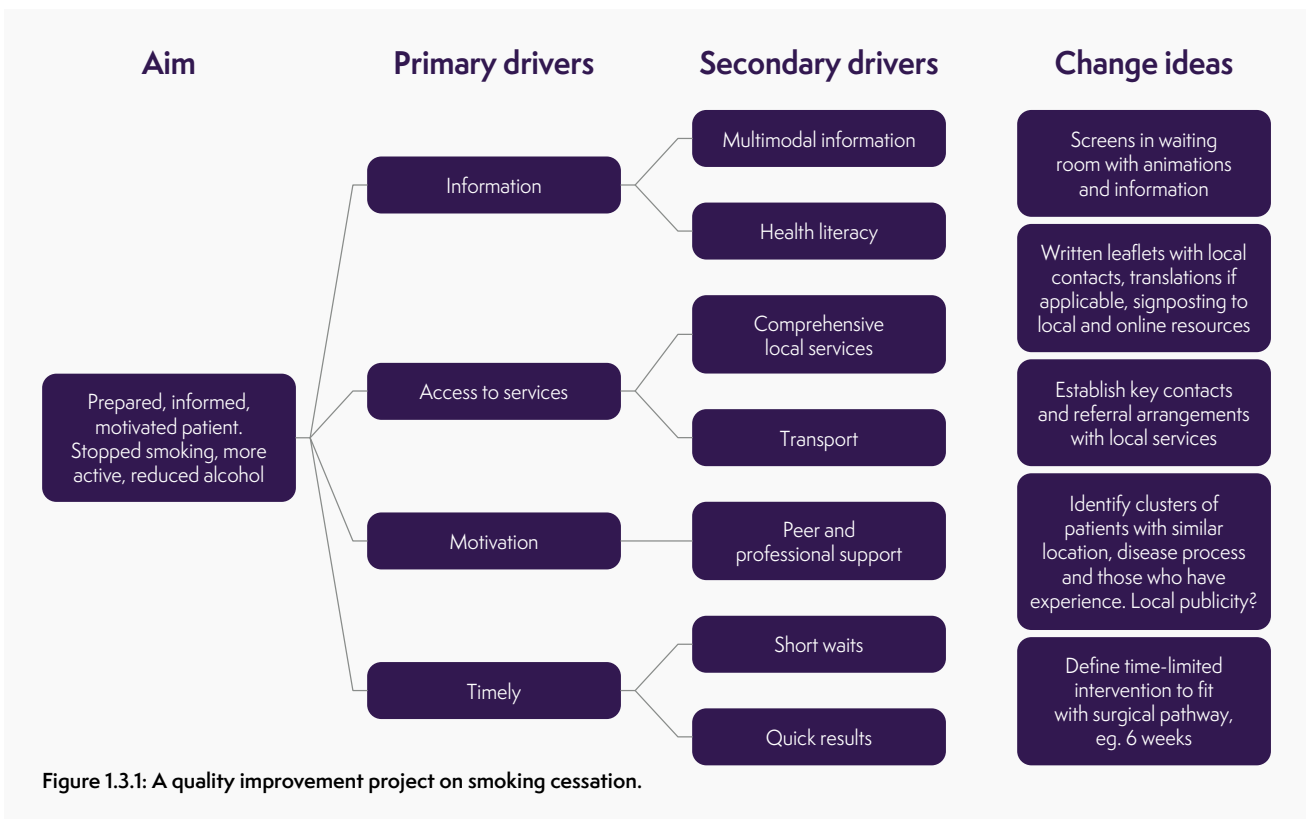 Aim
Primary drivers
Secondary drivers
Change ideas
Prepared, informed,
motivated patient.
Stopped smoking, more
active, reduced alcohol
Information
Access to services
Motivation
Timely
Multimodal information
Health literacy
Comprehensive
local services
Transport
Peer and
professional support
Short waits
Quick results
Screens in waiting
room with animations
and information
Written leaflets with local
contacts, translations if
applicable, signposting to
local and online resources
Establish key contacts
and referral arrangements
with local services
Identify clusters of
patients with similar
location, disease process
and those who have
experience. Local publicity?
Define time-limited
intervention to fit
with surgical pathway,
eg. 6 weeks
Figure 1.3.1: A quality improvement project on smoking cessation.